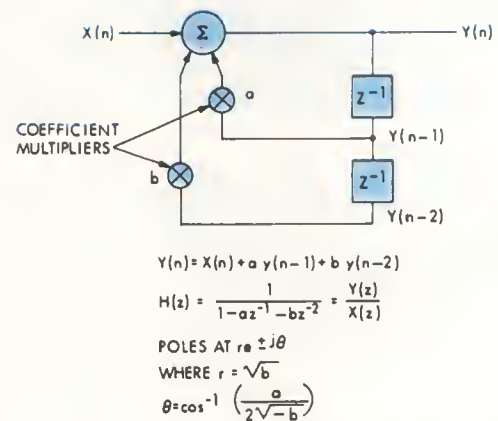 X(n)
Σ
Y(n)
a
z⁻¹
COEFFICIENT
MULTIPLIERS
Y(n-1)
b
z⁻¹
Y(n-2)
Y(n)= X(n)+a y(n-1)+b y(n-2)
H(z) = 1 / (1-az⁻¹ -bz⁻²) = Y(z) / X(z)
POLES AT re ±jθ
WHERE r = √b
θ=cos⁻¹ (a / 2√-b)